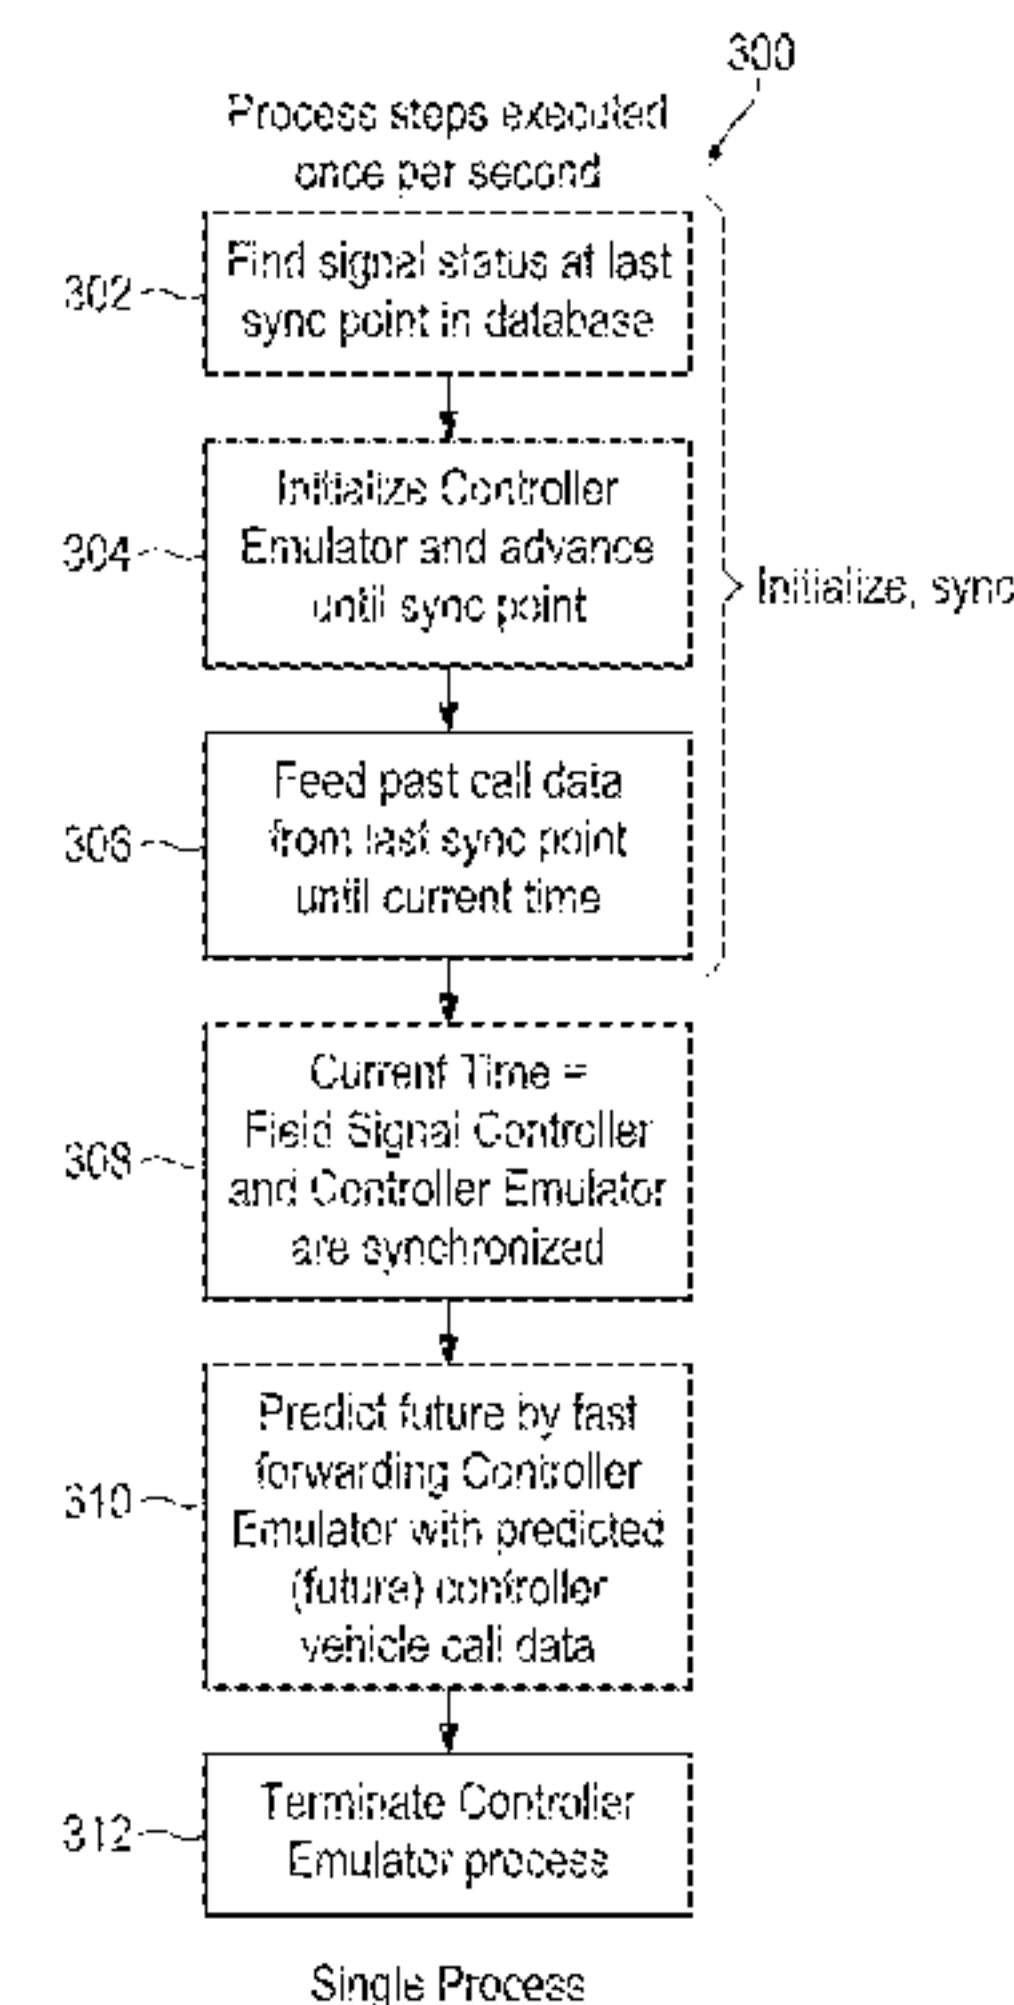 300
Process steps executed
once per second
302
Find signal status at last
sync point in database
304
Initialize Controller
Emulator and advance
until sync point
Initialize, sync
306
Feed past call data
from last sync point
until current time
308
Current Time =
Field Signal Controller
and Controller Emulator
are synchronized
310
Predict future by fast
forwarding Controller
Emulator with predicted
(future) controller
vehicle call data
312
Terminate Controller
Emulator process
Single Process